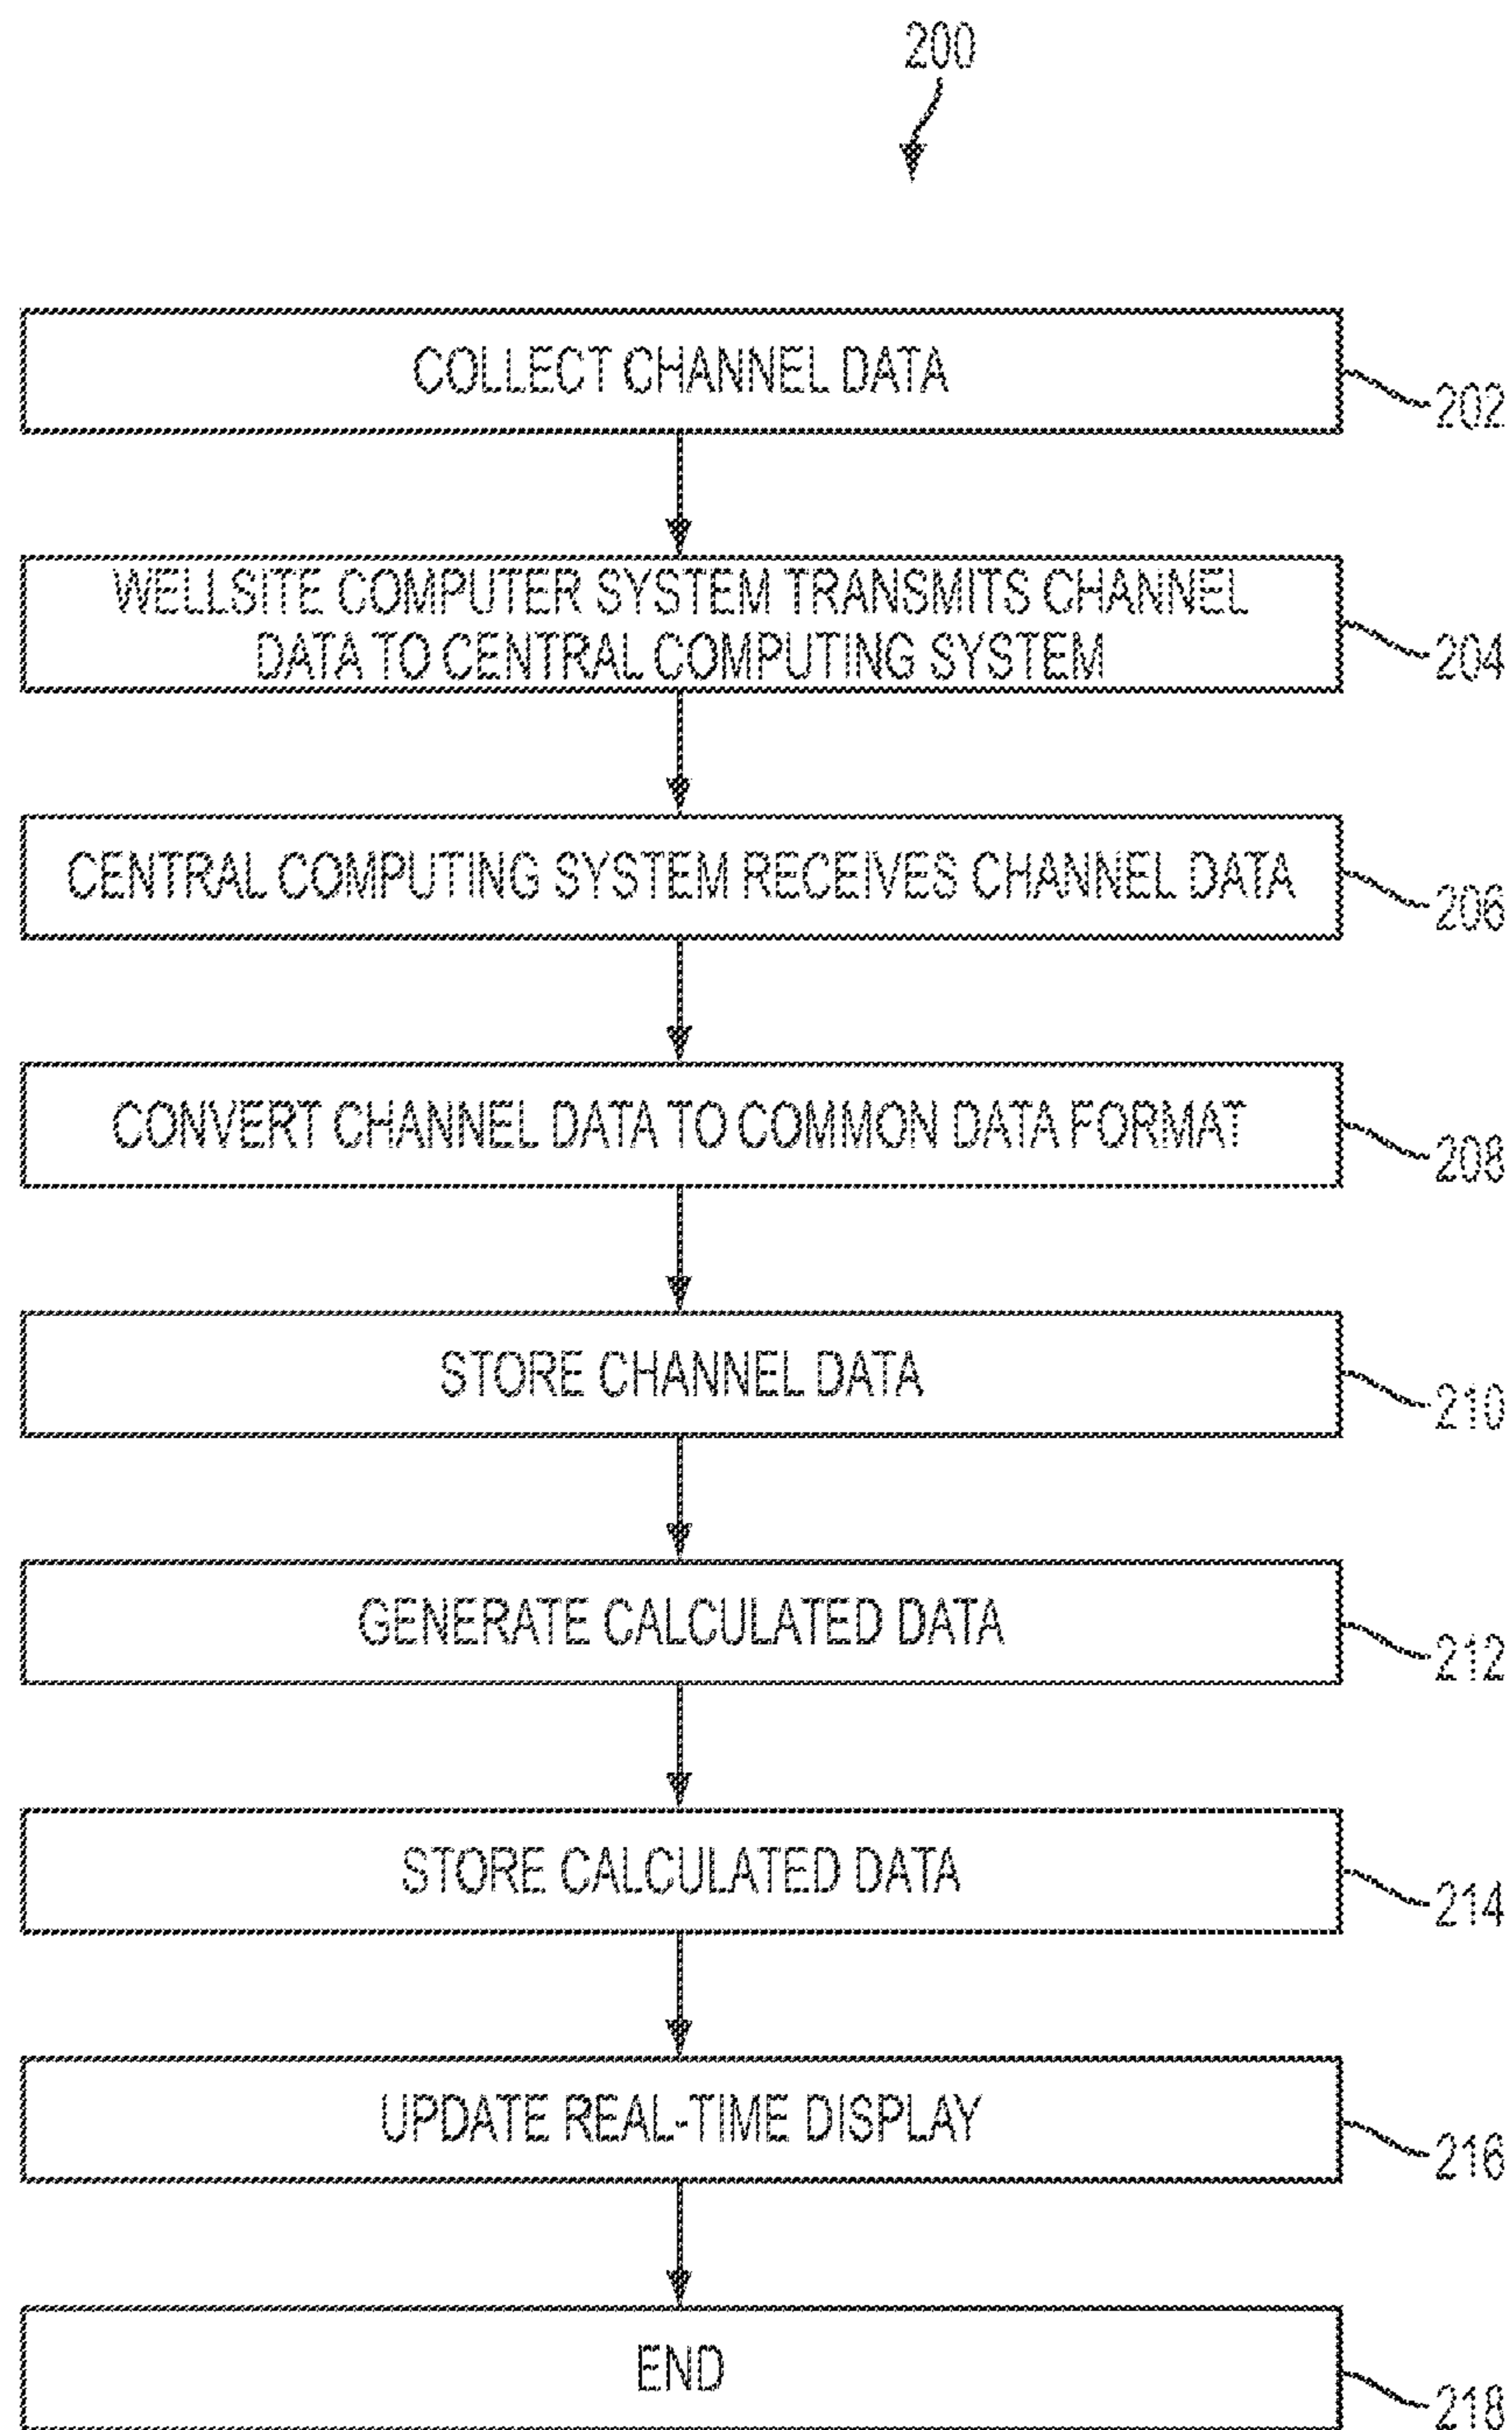 200
COLLECT CHANNEL DATA
202
WELLSITE COMPUTER SYSTEM TRANSMITS CHANNEL
DATA TO CENTRAL COMPUTING SYSTEM
204
CENTRAL COMPUTING SYSTEM RECEIVES CHANNEL DATA
206
CONVERT CHANNEL DATA TO COMMON DATA FORMAT
208
STORE CHANNEL DATA
210
GENERATE CALCULATED DATA
212
STORE CALCULATED DATA
214
UPDATE REAL-TIME DISPLAY
216
END
218